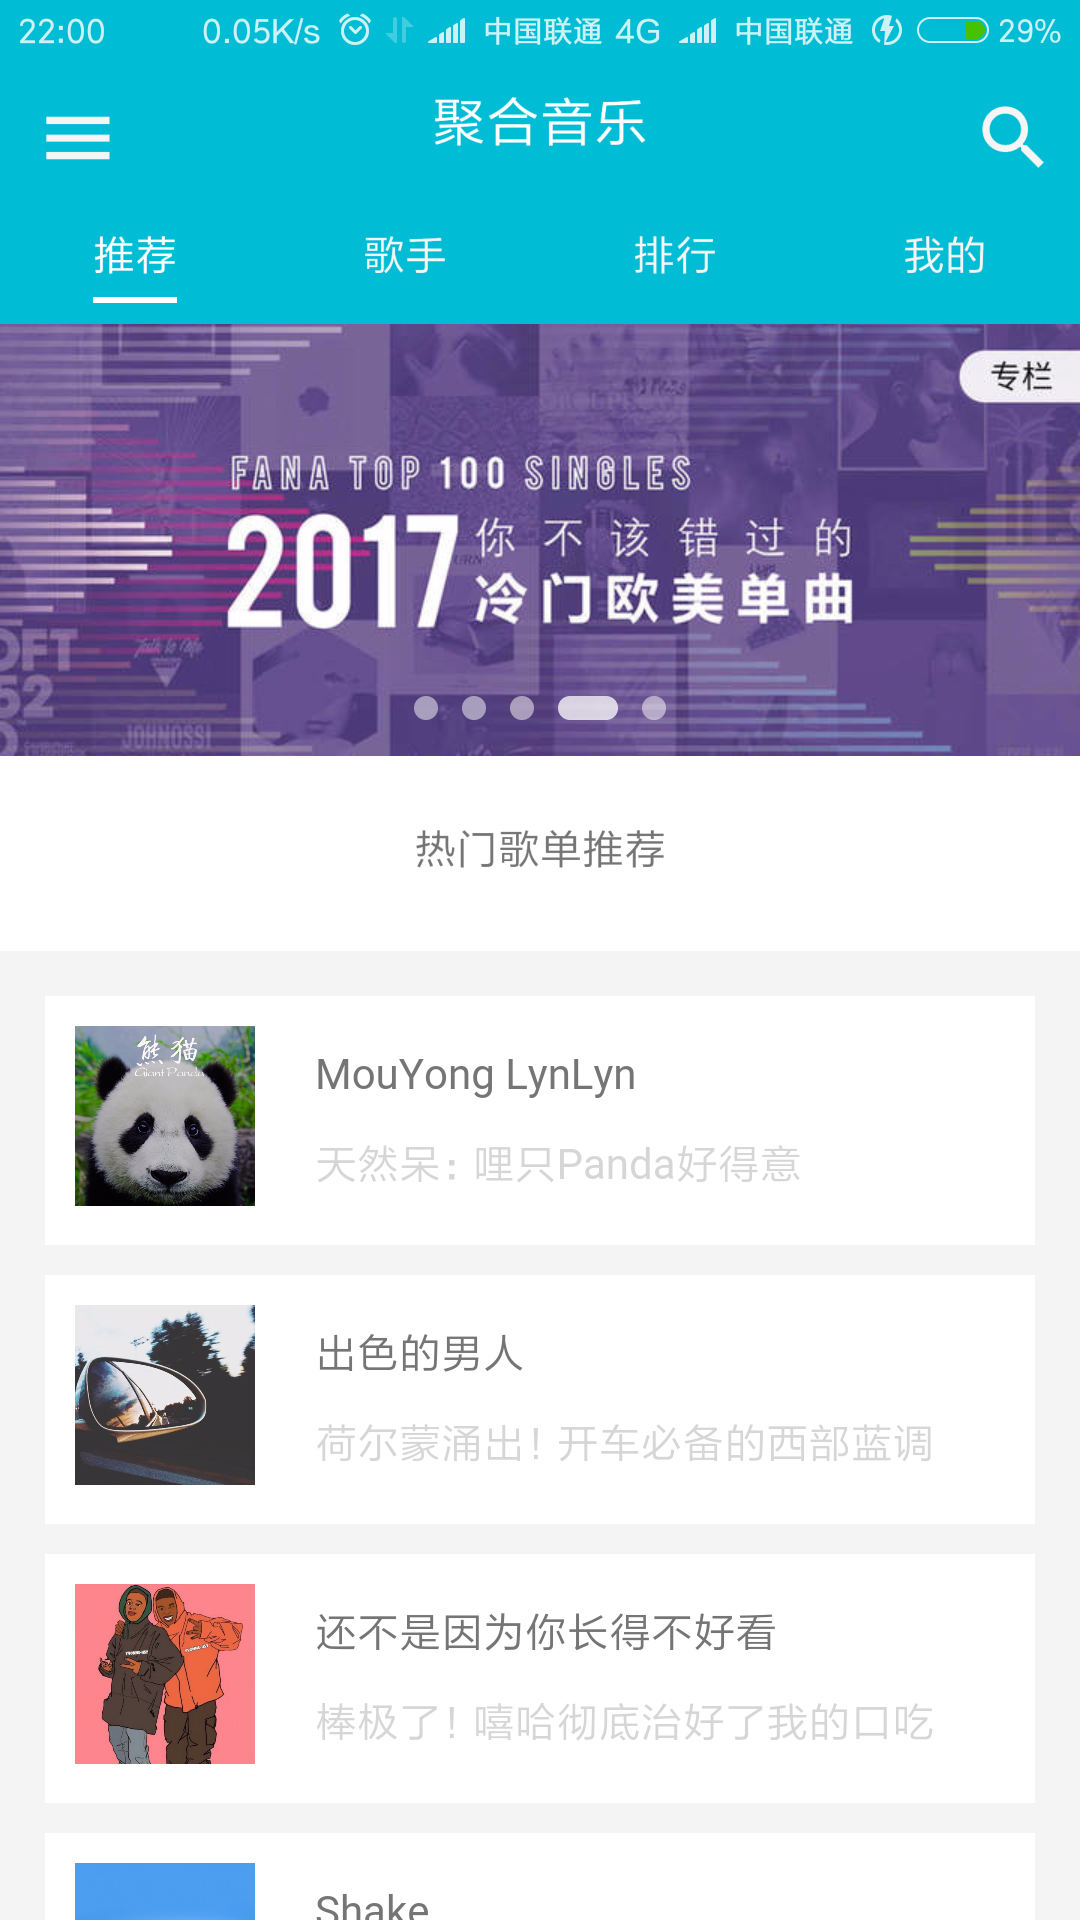 22:00 0.05K/s 中国联通 4G 中国联通 29%
聚合音乐
推荐 歌手 排行 我的
专栏
FANA TOP 100 SINGLES
2017 你不该错过的
冷门欧美单曲
JOHNOSSI
热门歌单推荐
熊猫
Giant Panda
MouYong LynLyn
天然呆：哩只Panda好得意
出色的男人
荷尔蒙涌出！开车必备的西部蓝调
还不是因为你长得不好看
棒极了！嘻哈彻底治好了我的口吃
Shake